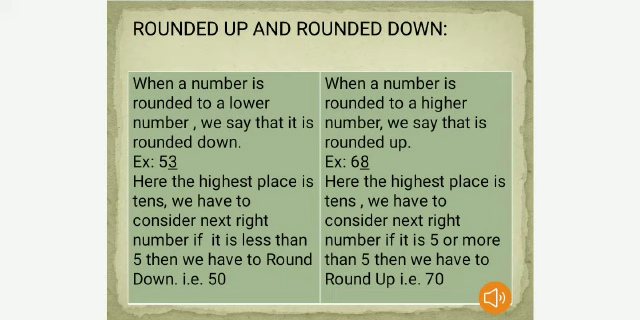 ROUNDED UP AND ROUNDED DOWN:
When a number is
rounded to a lower
number , we say that it is
rounded down.
Ex: 53
Here the highest place is
tens, we have to
consider next right
number if it is less than
5 then we have to Round
Down. i.e. 50
When a number is
rounded to a higher
number, we say that is
rounded up.
Ex: 68
Here the highest place is
tens , we have to
consider next right
number if it is 5 or more
than 5 then we have to
Round Up i.e. 70